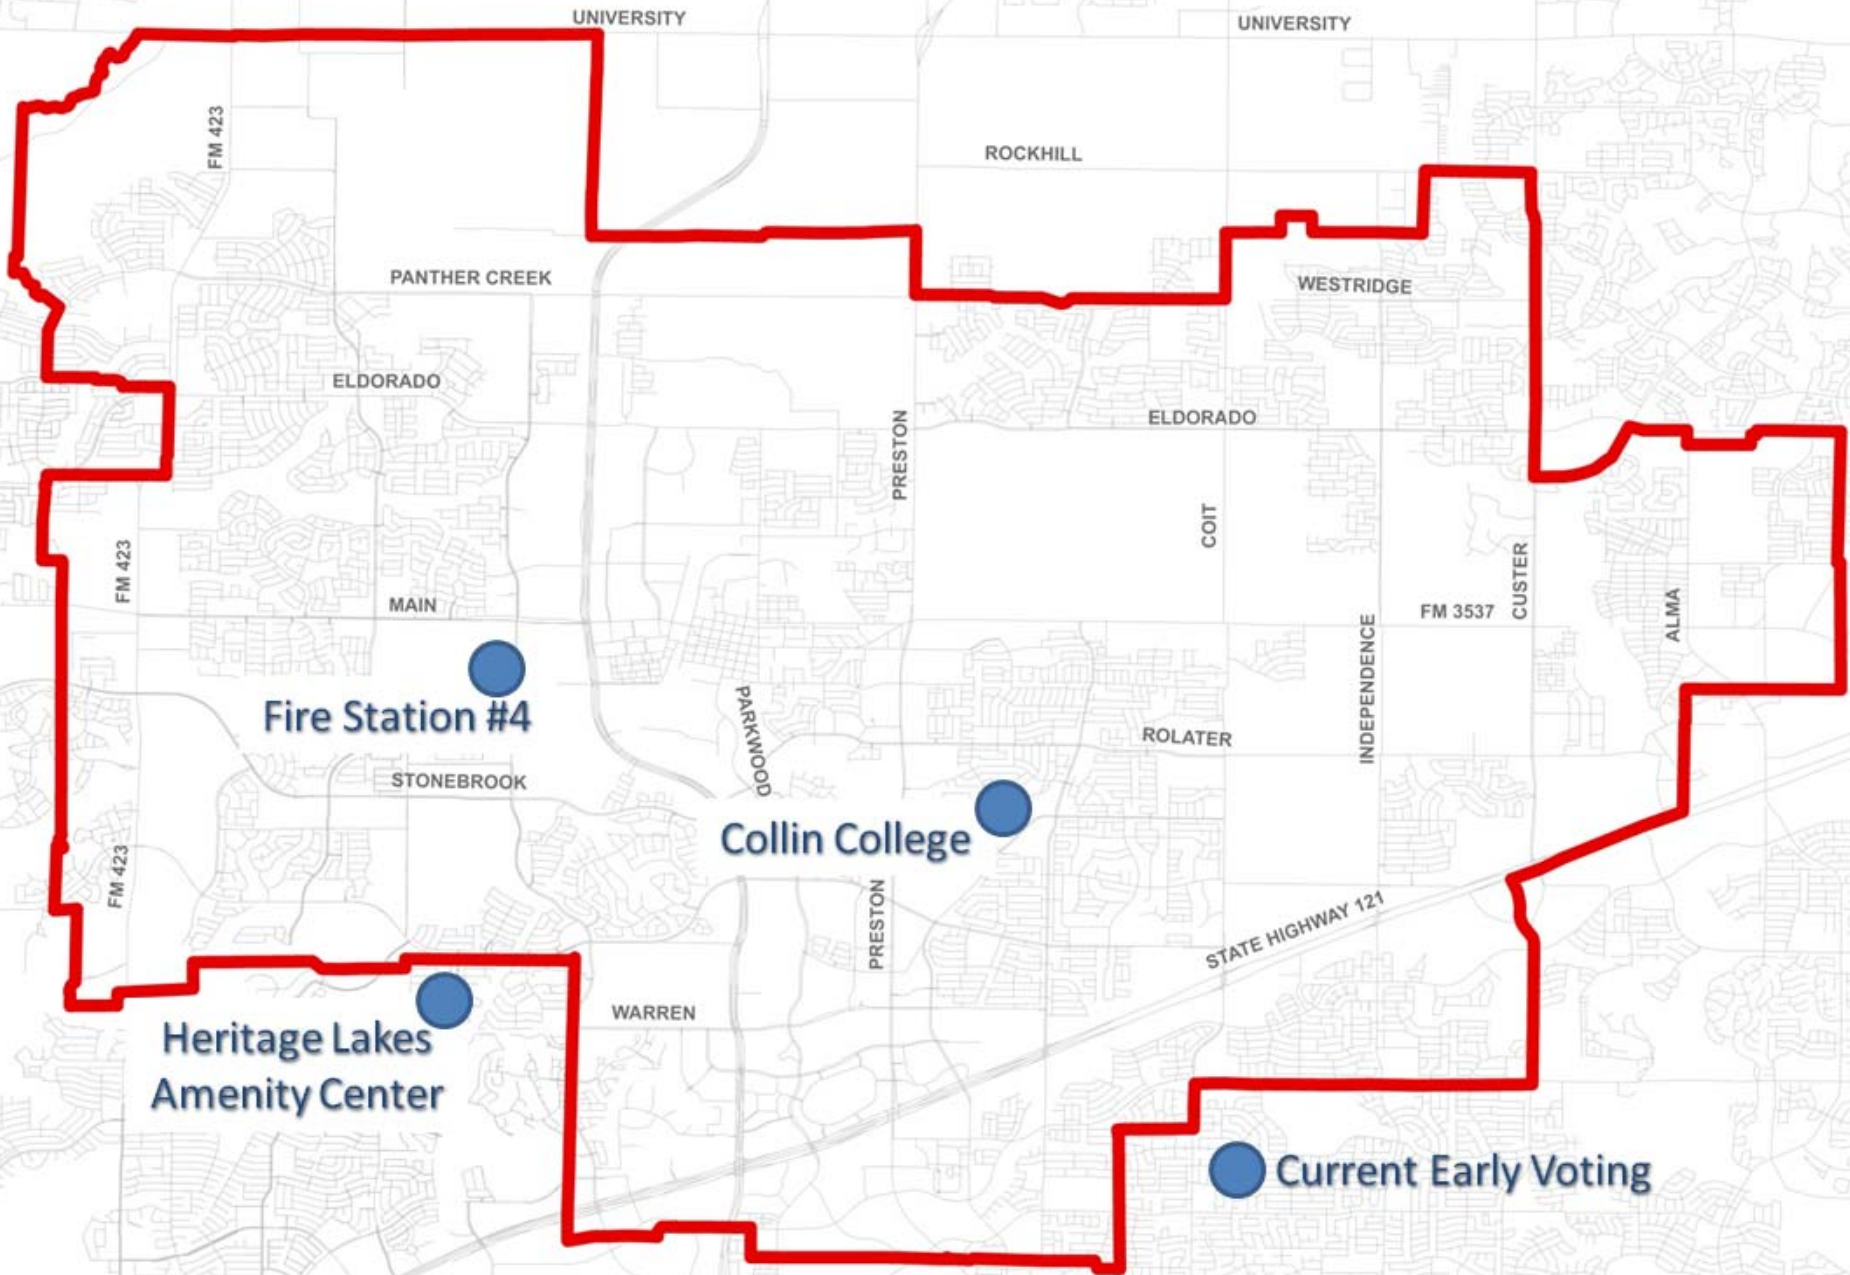 UNIVERSITY
UNIVERSITY
FM 423
ROCKHILL
PANTHER CREEK
WESTRIDGE
ELDORADO
ELDORADO
PRESTON
COIT
FM 423
CUSTER
MAIN
FM 3537
ALMA
INDEPENDENCE
Fire Station #4
PARKWOOD
ROLATER
STONEBROOK
Collin College
FM 423
PRESTON
STATE HIGHWAY 121
WARREN
Heritage Lakes
Amenity Center
Current Early Voting